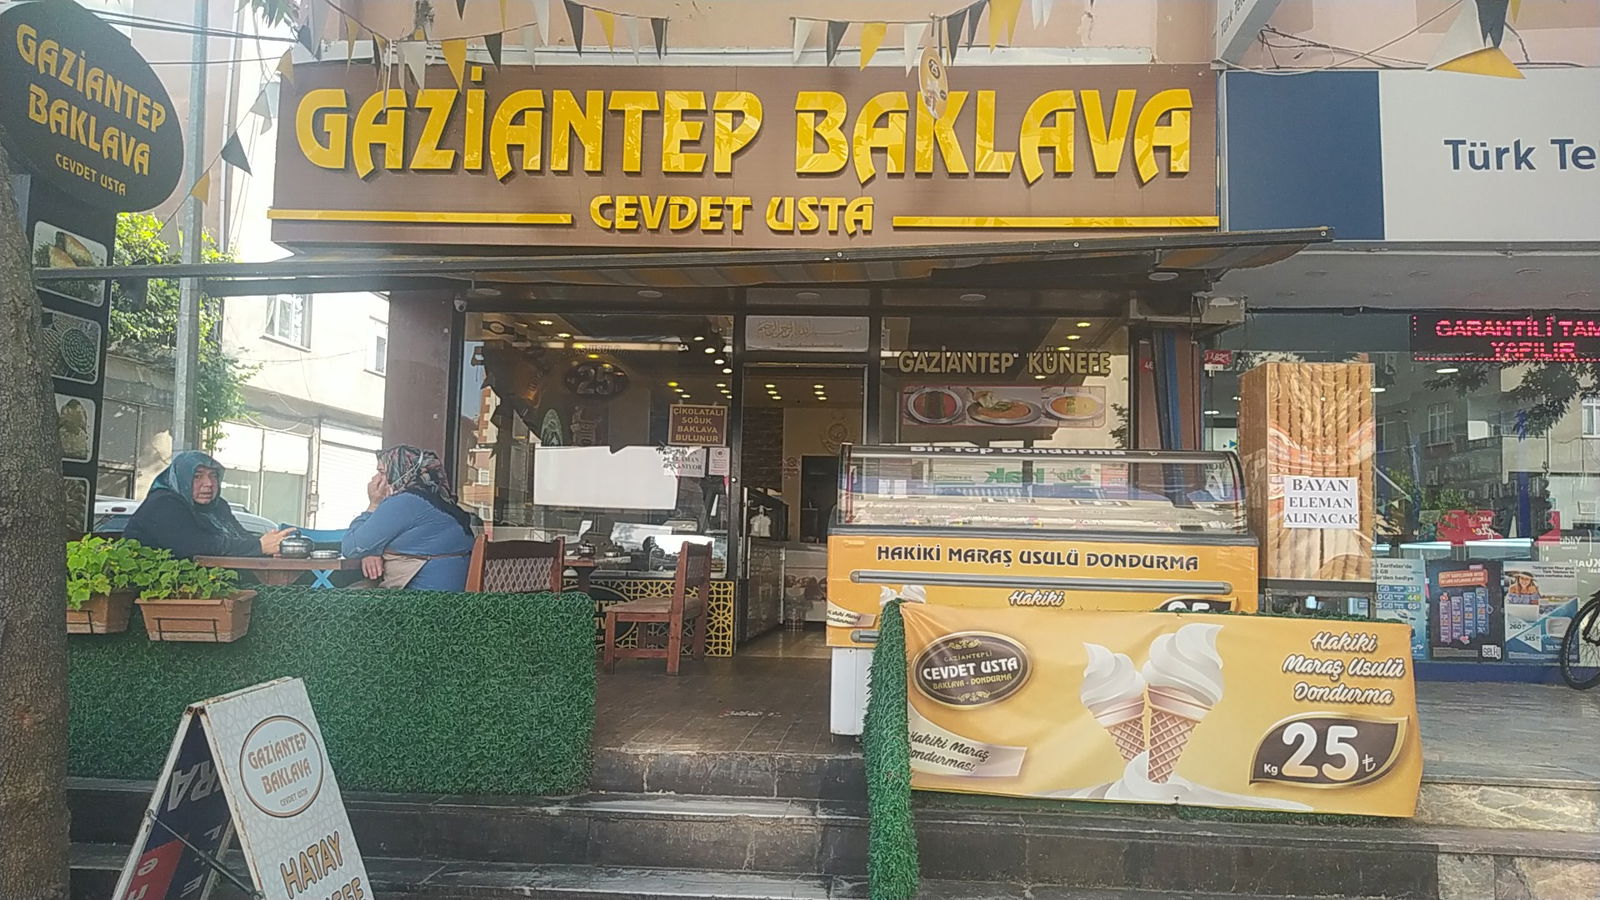 GAZİANTEP
BAKLAVA
CEVDET USTA
GAZİANTEP BAKLAVA
CEVDET USTA
Türk
GARANTİLİ
YAPILIR
GAZİANTEP KÜNEFE
25
ÇİKOLATALI
SOĞUK
BAKLAVA
BULUNUR
Bir Top Dondurma
HAKİKİ MARAŞ USULÜ DONDURMA
Hakiki
BAYAN
ELEMAN
ALINACAK
GAZİANTEPLİ
CEVDET USTA
BAKLAVA - DONDURMA
Hakiki Maraş
Dondurması
Hakiki
Maraş Usulü
Dondurma
Kg 25 ₺
GAZİANTEP
BAKLAVA
CEVDET USTA
HATAY